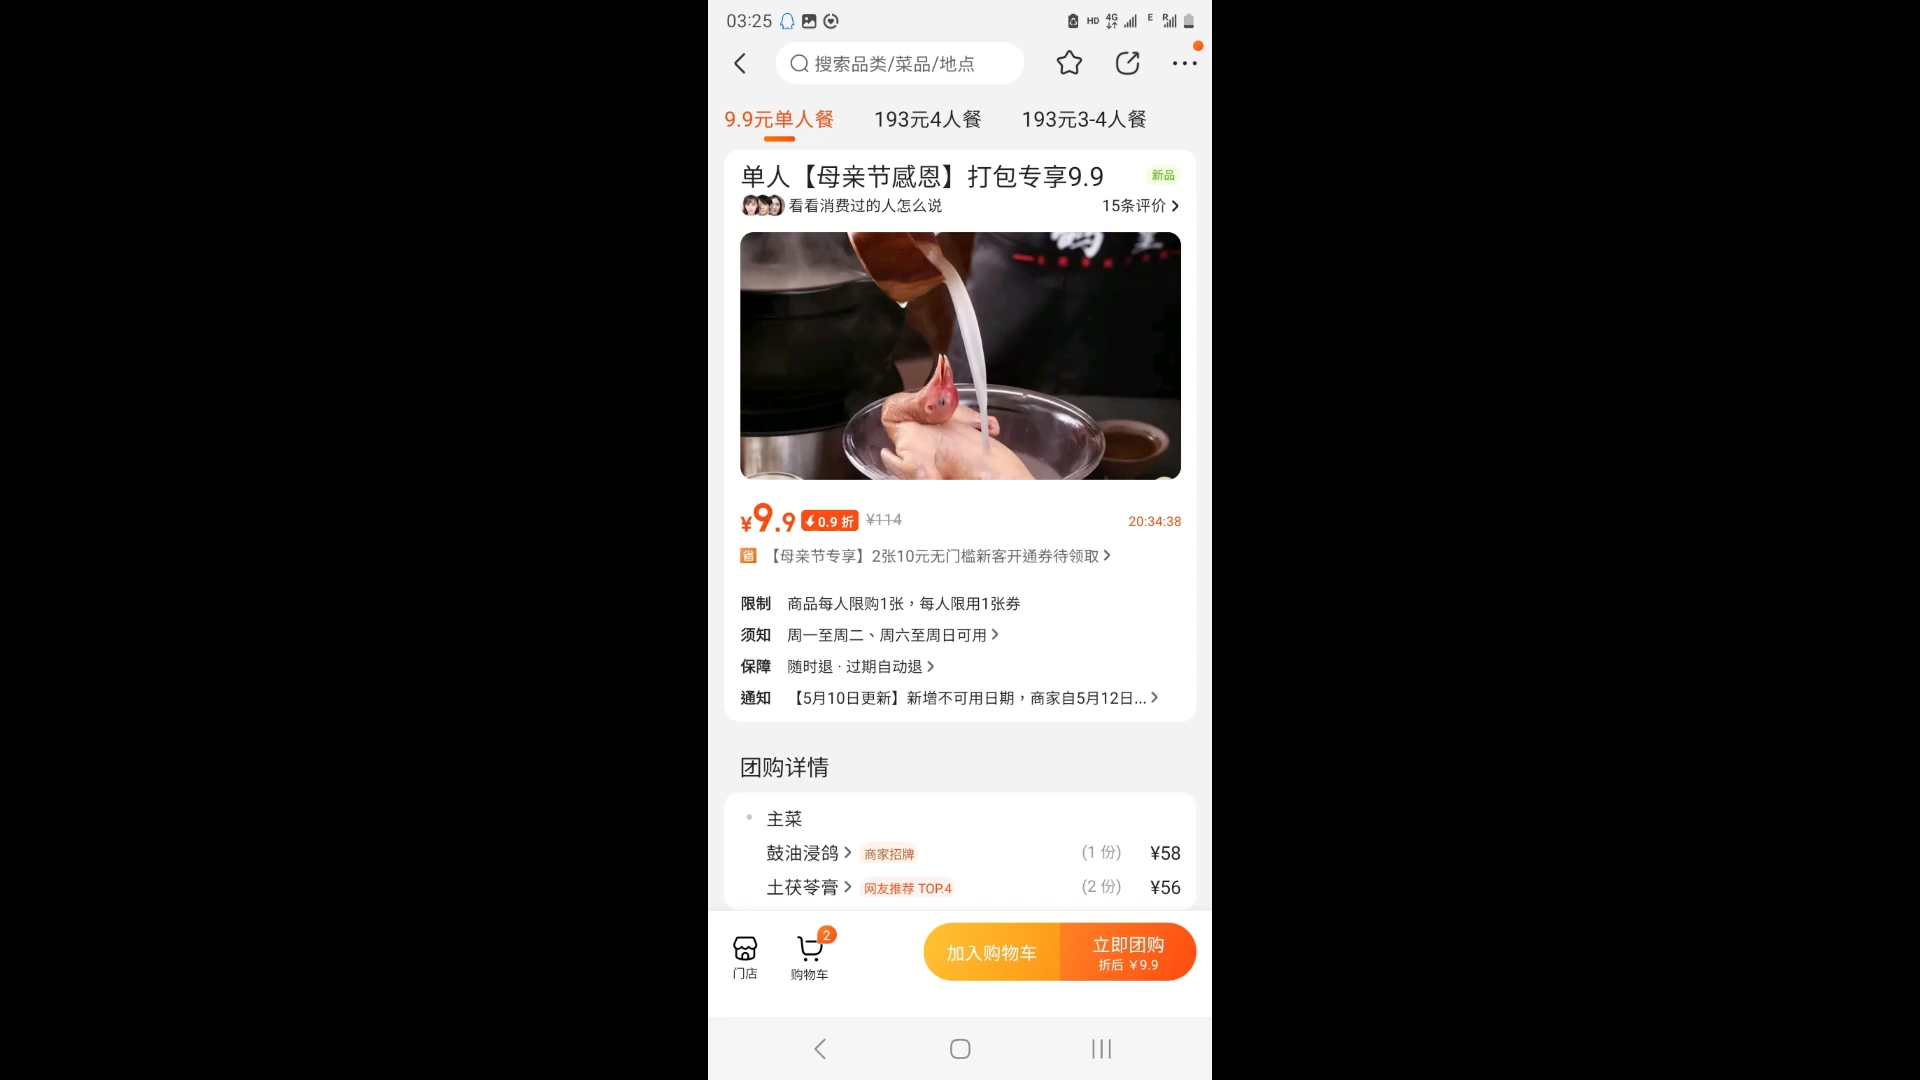 03:25
HD 4G E R
搜索品类/菜品/地点
9.9元单人餐 193元4人餐 193元3-4人餐
单人【母亲节感恩】打包专享9.9 新品
看看消费过的人怎么说 15条评价
¥9.9 0.9 折 ¥114 20:34:38
省 【母亲节专享】2张10元无门槛新客开通券待领取
限制 商品每人限购1张，每人限用1张券
须知 周一至周二、周六至周日可用
保障 随时退 · 过期自动退
通知 【5月10日更新】新增不可用日期，商家自5月12日...
团购详情
主菜
鼓油浸鸽 商家招牌 (1 份) ¥58
土茯苓膏 网友推荐 TOP.4 (2 份) ¥56
2
加入购物车
立即团购
折后 ¥9.9
门店 购物车